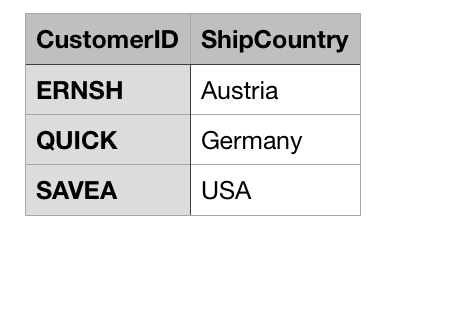 CustomerID ShipCountry
ERNSH Austria
QUICK Germany
SAVEA USA